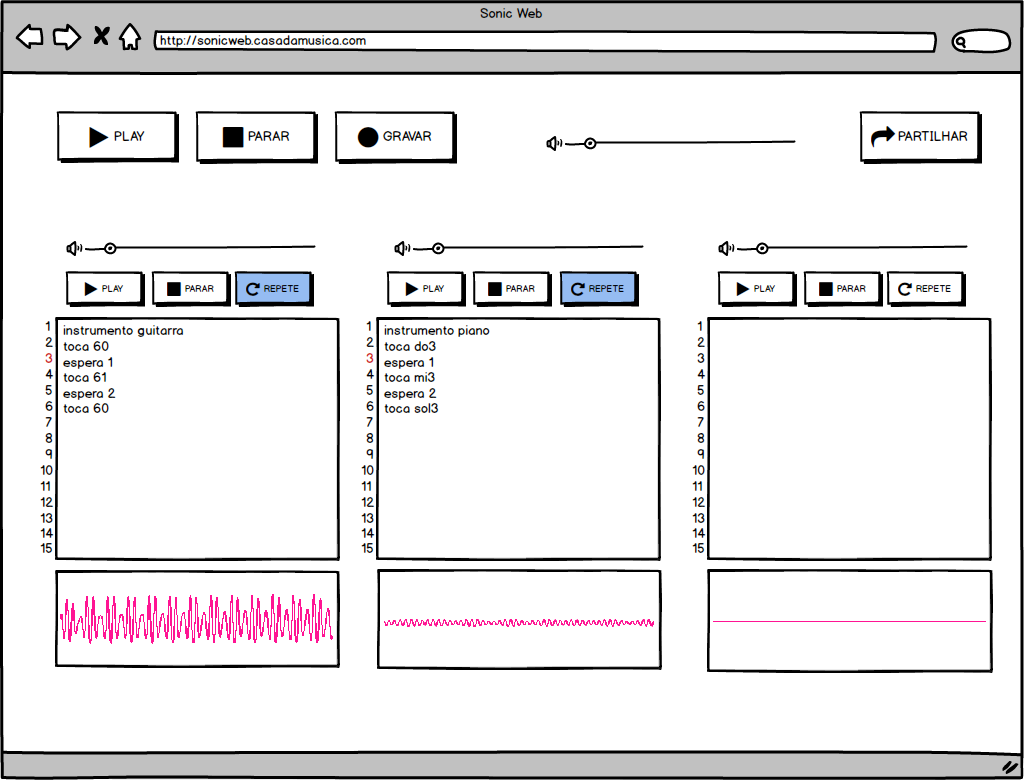 Sonic Web
http://sonicweb.casadamusica.com
PLAY PARAR GRAVAR PARTILHAR
PLAY PARAR REPETE
1 instrumento guitarra
2 toca 60
3 espera 1
4 toca 61
5 espera 2
6 toca 60
7
8
9
10
11
12
13
14
15
PLAY PARAR REPETE
1 instrumento piano
2 toca do3
3 espera 1
4 toca mi3
5 espera 2
6 toca sol3
7
8
9
10
11
12
13
14
15
PLAY PARAR REPETE
1
2
3
4
5
6
7
8
9
10
11
12
13
14
15